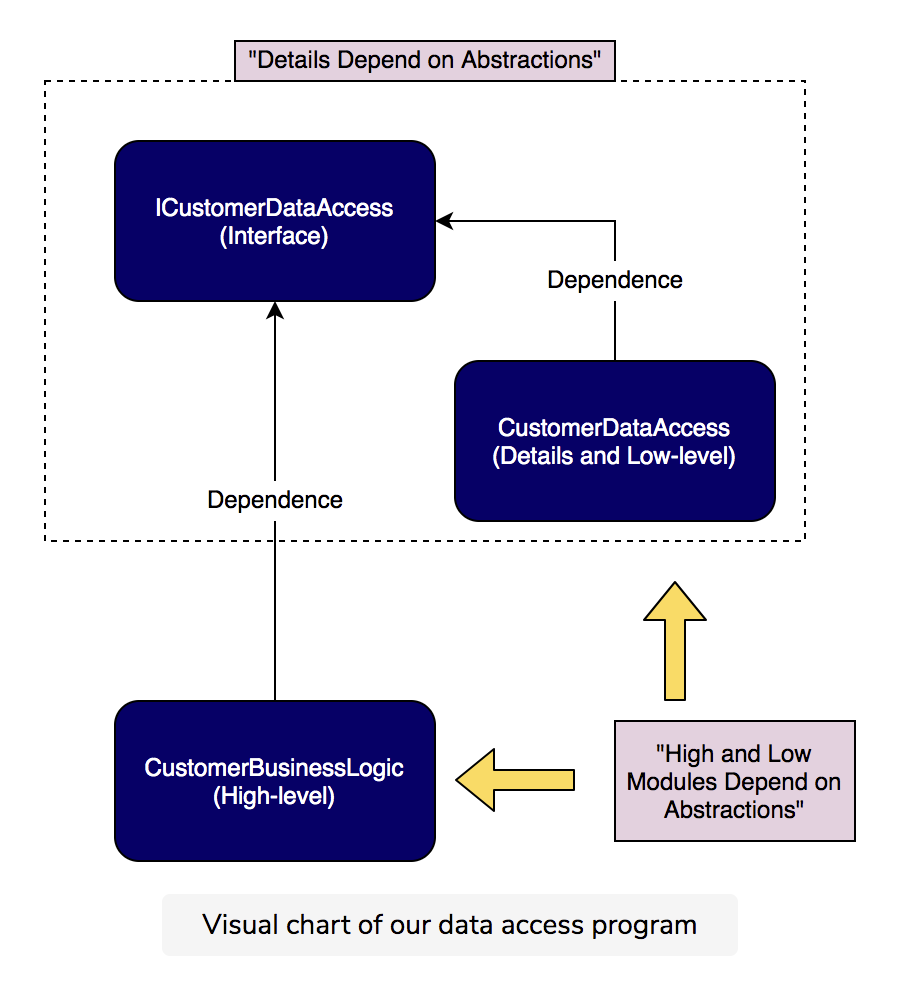 "Details Depend on Abstractions"
ICustomerDataAccess
(Interface)
Dependence
CustomerDataAccess
(Details and Low-level)
Dependence
CustomerBusinessLogic
(High-level)
"High and Low
Modules Depend on
Abstractions"
Visual chart of our data access program